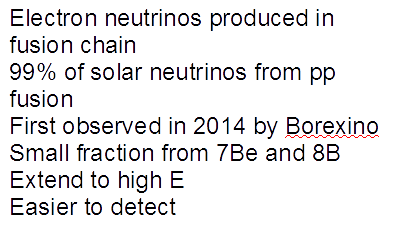 Electron neutrinos produced in
fusion chain
99% of solar neutrinos from pp
fusion
First observed in 2014 by Borexino
Small fraction from 7Be and 8B
Extend to high E
Easier to detect